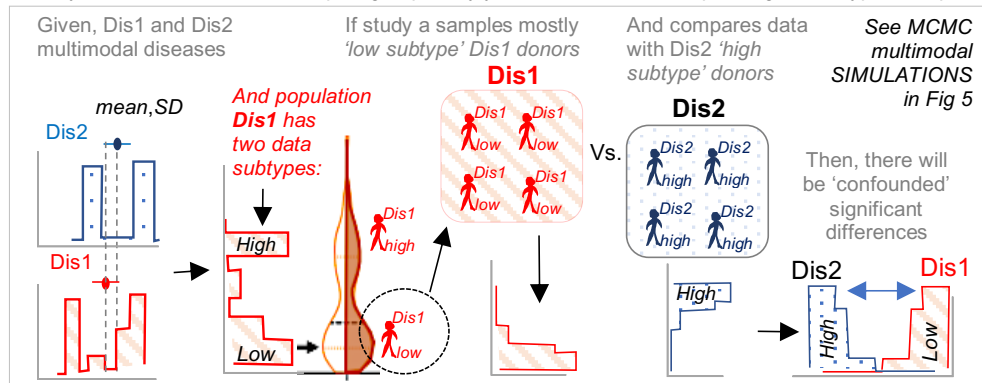 Given, Dis1 and Dis2
multimodal diseases
mean,SD
Dis2
Dis1
And population
Dis1 has
two data
subtypes:
High
Low
Dis1
high
Dis1
low
If study a samples mostly
‘low subtype’ Dis1 donors
Dis1
Dis1
low
Dis1
low
Dis1
low
Dis1
low
Vs.
And compares data
with Dis2 ‘high
subtype’ donors
Dis2
Dis2
high
Dis2
high
Dis2
high
Dis2
high
High
See MCMC
multimodal
SIMULATIONS
in Fig 5
Then, there will
be ‘confounded’
significant
differences
Dis2
Dis1
High
Low